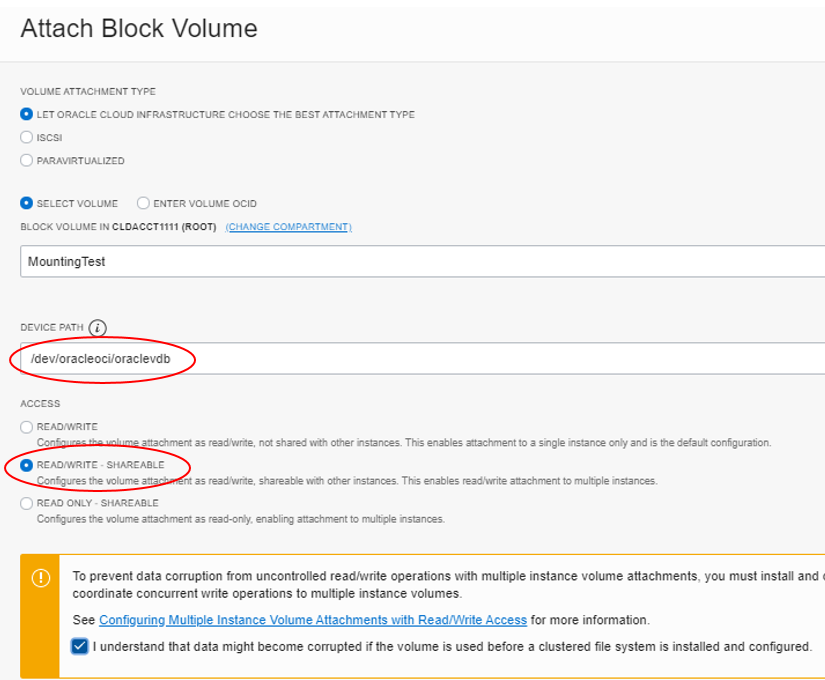 Attach Block Volume
VOLUME ATTACHMENT TYPE
LET ORACLE CLOUD INFRASTRUCTURE CHOOSE THE BEST ATTACHMENT TYPE
ISCSI
PARAVIRTUALIZED
SELECT VOLUME ENTER VOLUME OCID
BLOCK VOLUME IN CLDACCT1111 (ROOT) (CHANGE COMPARTMENT)
MountingTest
DEVICE PATH i
/dev/oracleoci/oraclevdb
ACCESS
READ/WRITE
Configures the volume attachment as read/write, not shared with other instances. This enables attachment to a single instance only and is the default configuration.
READ/WRITE - SHAREABLE
Configures the volume attachment as read/write, shareable with other instances. This enables read/write attachment to multiple instances.
READ ONLY - SHAREABLE
Configures the volume attachment as read-only, enabling attachment to multiple instances.
To prevent data corruption from uncontrolled read/write operations with multiple instance volume attachments, you must install and
coordinate concurrent write operations to multiple instance volumes.
See Configuring Multiple Instance Volume Attachments with Read/Write Access for more information.
I understand that data might become corrupted if the volume is used before a clustered file system is installed and configured.